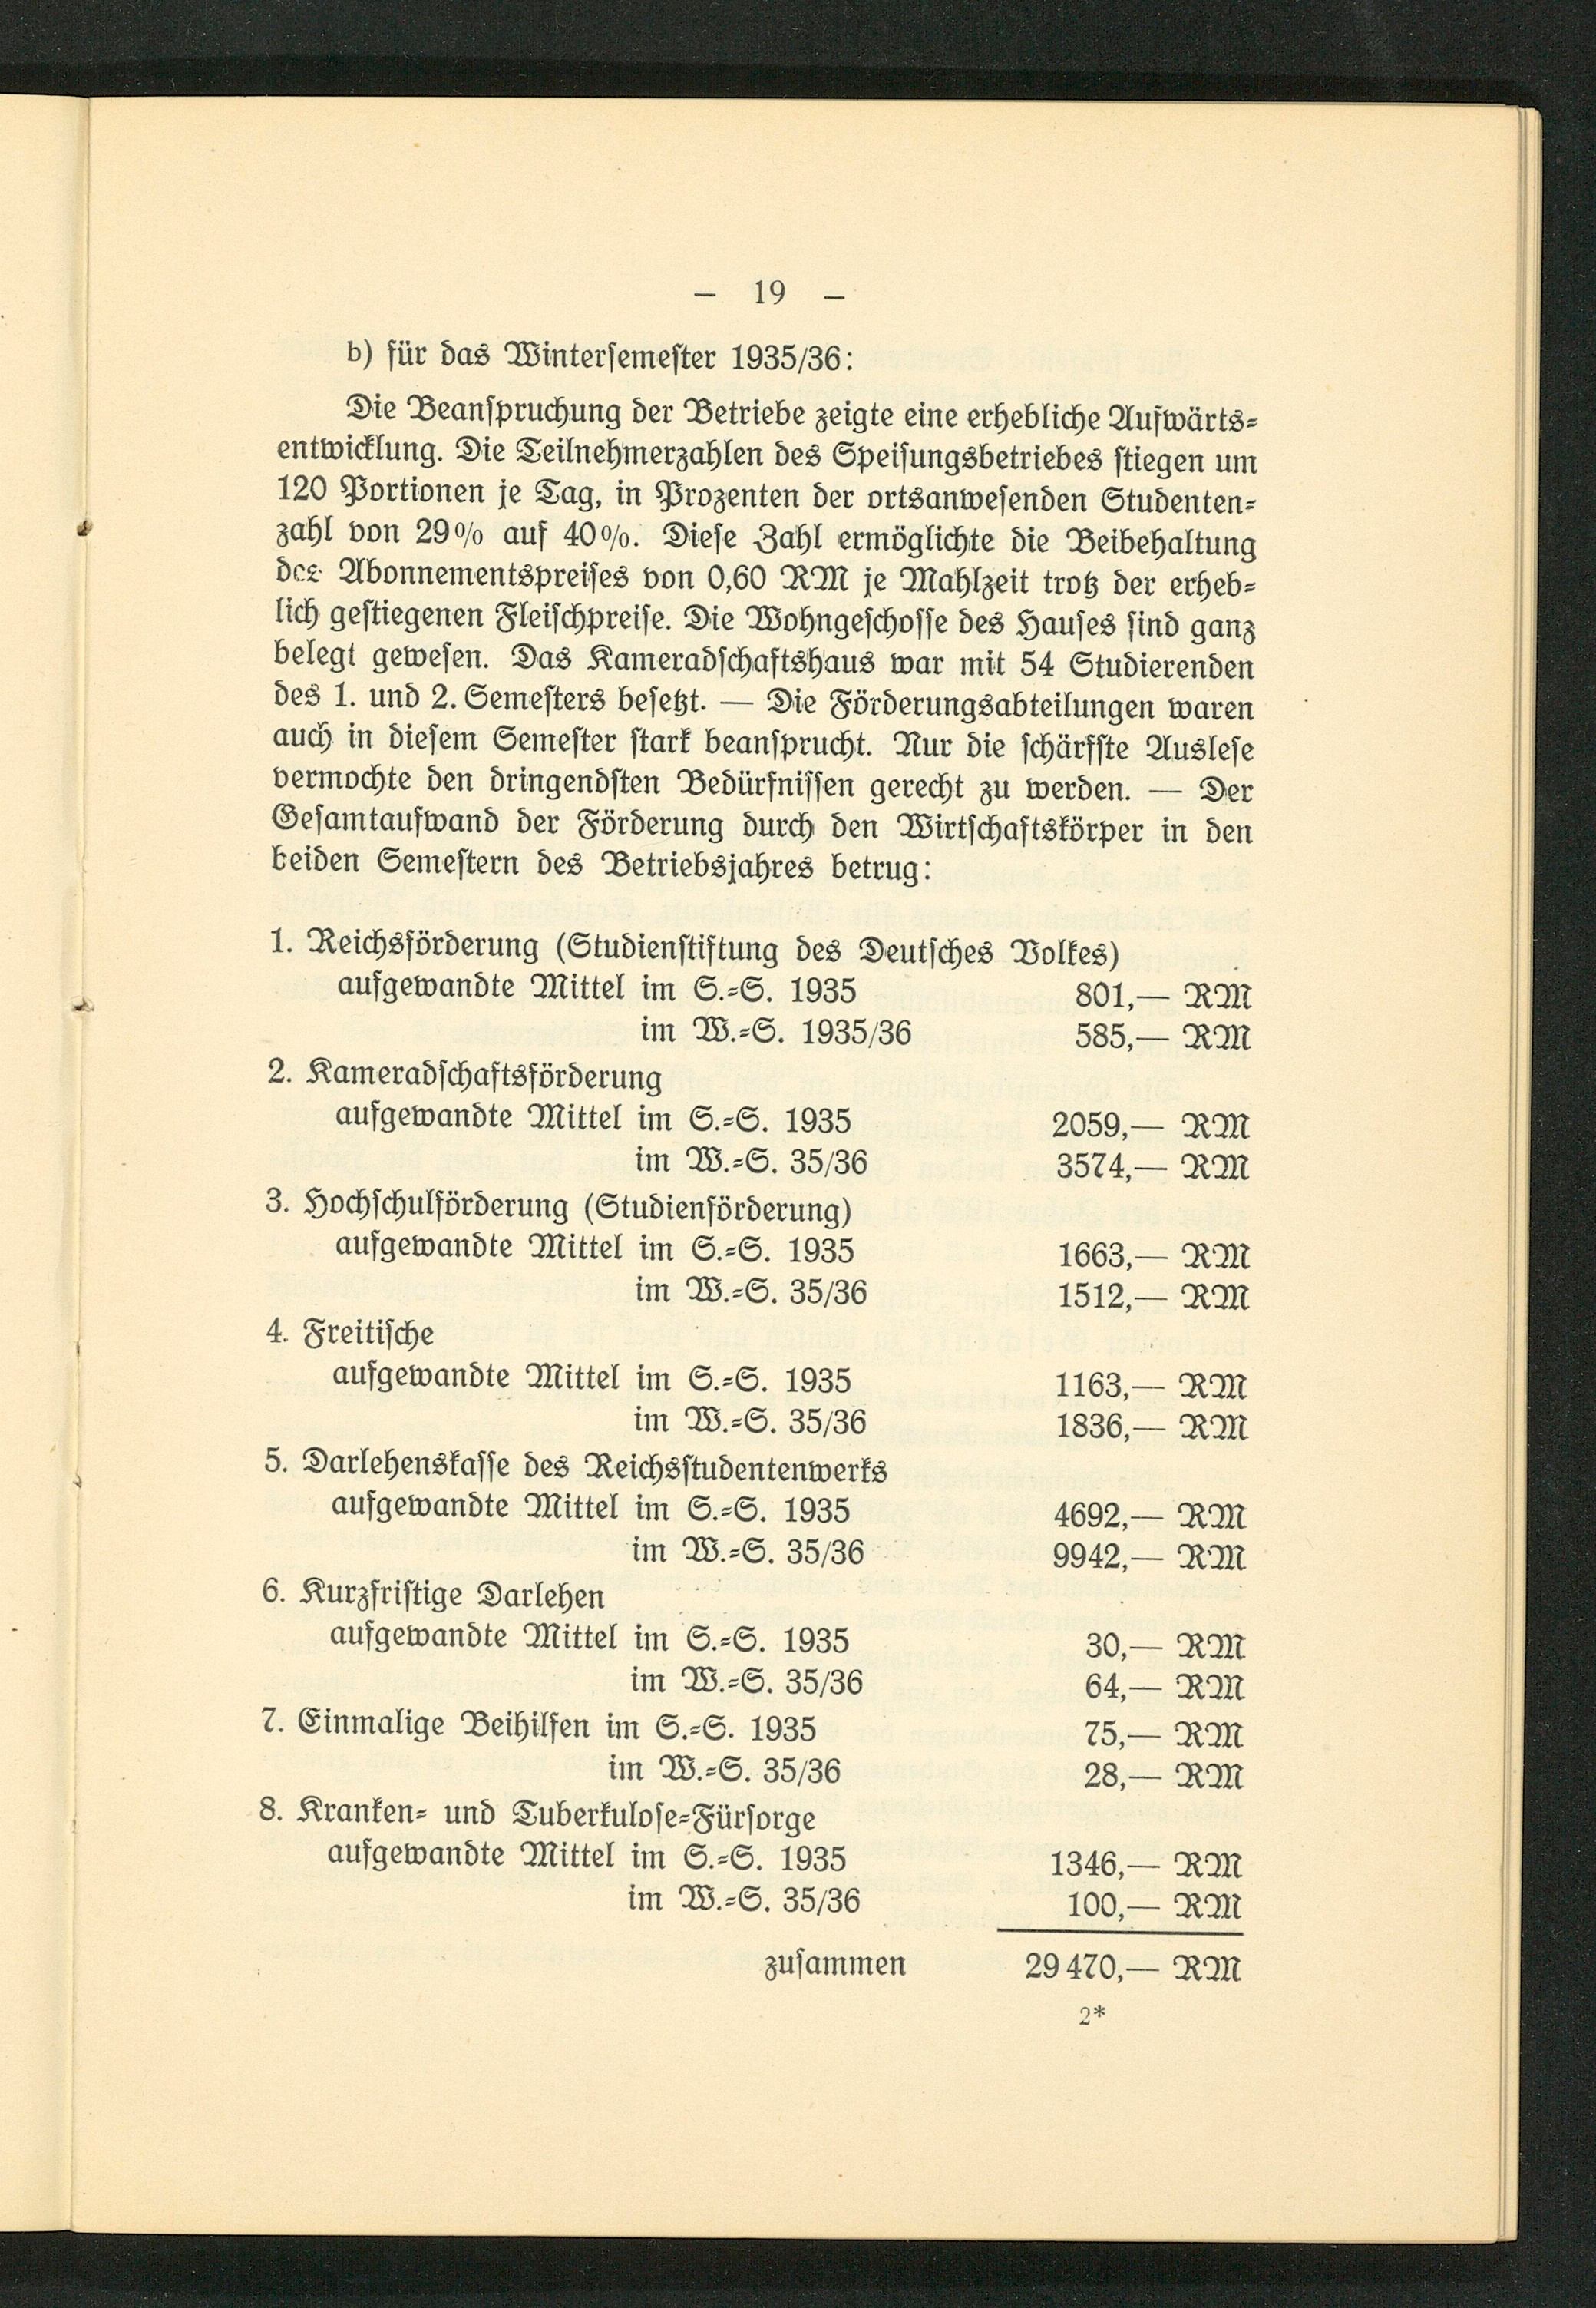 – 19 –
b) für das Wintersemester 1935/36:
Die Beanspruchung der Betriebe zeigte eine erhebliche Aufwärts-
entwicklung. Die Teilnehmerzahlen des Speisungsbetriebes stiegen um
120 Portionen je Tag, in Prozenten der ortsanwesenden Studenten-
zahl von 29% auf 40%. Diese Zahl ermöglichte die Beibehaltung
des Abonnementspreises von 0,60 RM je Mahlzeit trotz der erheb-
lich gestiegenen Fleischpreise. Die Wohngeschosse des Hauses sind ganz
belegt gewesen. Das Kameradschaftshaus war mit 54 Studierenden
des 1. und 2. Semesters besetzt. — Die Förderungsabteilungen waren
auch in diesem Semester stark beansprucht. Nur die schärfste Auslese
vermochte den dringendsten Bedürfnissen gerecht zu werden. — Der
Gesamtaufwand der Förderung durch den Wirtschaftskörper in den
beiden Semestern des Betriebsjahres betrug:
1. Reichsförderung (Studienstiftung des Deutsches Volkes)
aufgewandte Mittel im S.-S. 1935 801,— RM
im W.-S. 1935/36 585,— RM
2. Kameradschaftsförderung
aufgewandte Mittel im S.-S. 1935 2059,— RM
im W.-S. 35/36 3574,— RM
3. Hochschulförderung (Studienförderung)
aufgewandte Mittel im S.-S. 1935 1663,— RM
im W.-S. 35/36 1512,— RM
4. Freitische
aufgewandte Mittel im S.-S. 1935 1163,— RM
im W.-S. 35/36 1836,— RM
5. Darlehenskasse des Reichsstudentenwerks
aufgewandte Mittel im S.-S. 1935 4692,— RM
im W.-S. 35/36 9942,— RM
6. Kurzfristige Darlehen
aufgewandte Mittel im S.-S. 1935 30,— RM
im W.-S. 35/36 64,— RM
7. Einmalige Beihilfen im S.-S. 1935 75,— RM
im W.-S. 35/36 28,— RM
8. Kranken- und Tuberkulose-Fürsorge
aufgewandte Mittel im S.-S. 1935 1346,— RM
im W.-S. 35/36 100,— RM
zusammen 29 470,— RM
2*